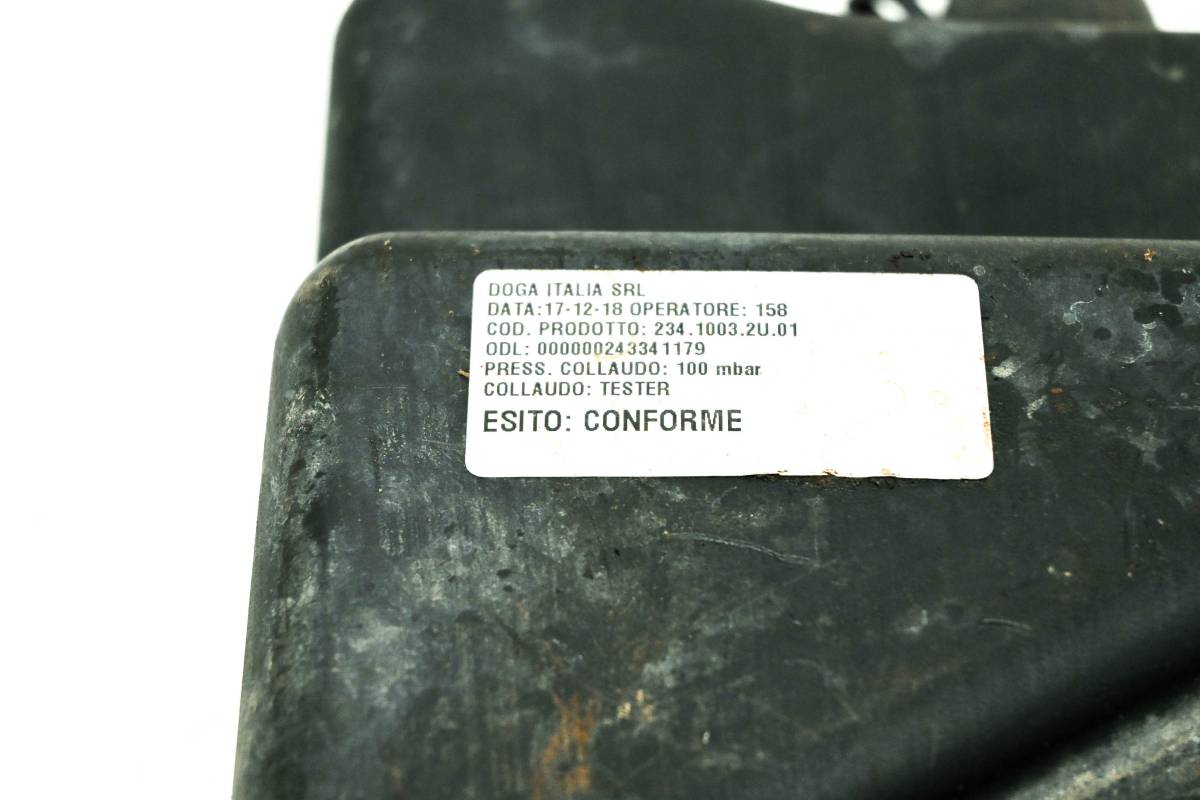 DOGA ITALIA SRL
DATA:17-12-18 OPERATORE: 158
COD. PRODOTTO: 234.1003.2U.01
ODL: 000000243341179
PRESS. COLLAUDO: 100 mbar
COLLAUDO: TESTER
ESITO: CONFORME